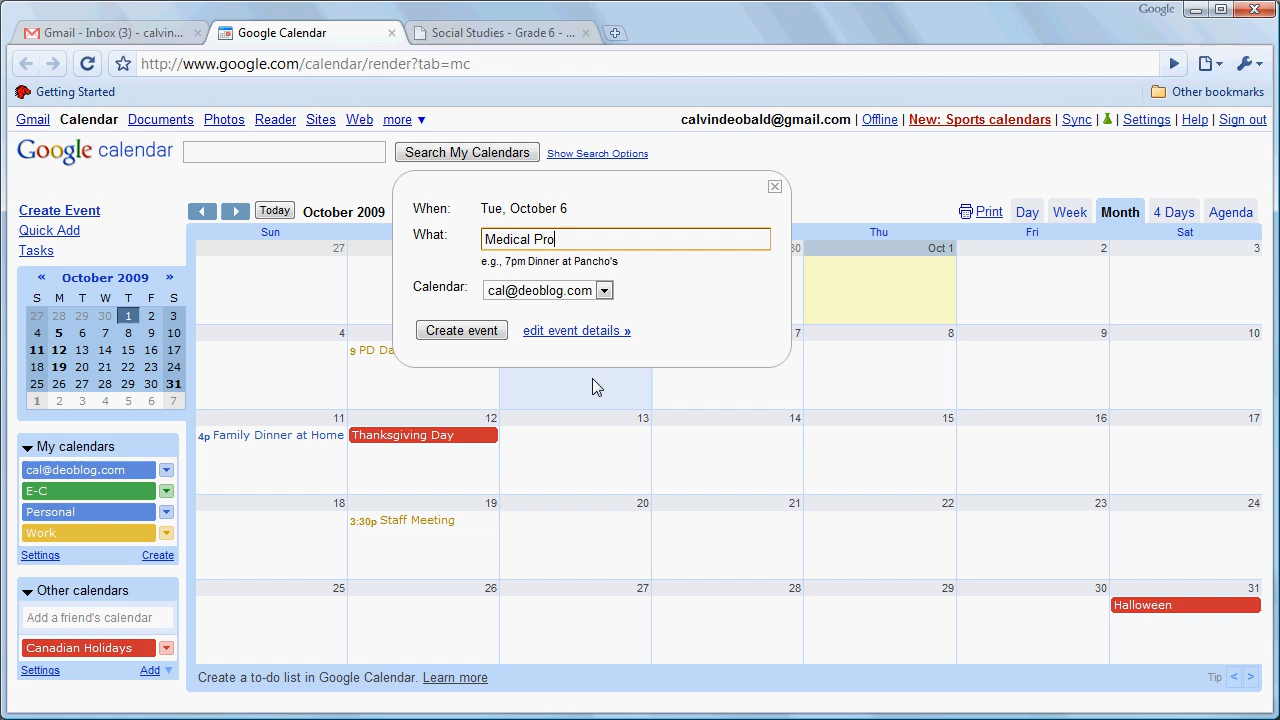 Google
Gmail - Inbox (3) - calvin...
Google Calendar
Social Studies - Grade 6 - ...
http://www.google.com/calendar/render?tab=mc
Getting Started
Other bookmarks
Gmail Calendar Documents Photos Reader Sites Web more ▼
calvindeobald@gmail.com | Offline | New: Sports calendars | Sync | | Settings | Help | Sign out
Google calendar
Search My Calendars
Show Search Options
Create Event
Quick Add
Tasks
Today
October 2009
Print
Day
Week
Month
4 Days
Agenda
When: Tue, October 6
What: Medical Pro
e.g., 7pm Dinner at Pancho's
Calendar: cal@deoblog.com
Create event
edit event details »
« October 2009 »
S M T W T F S
27 28 29 30 1 2 3
4 5 6 7 8 9 10
11 12 13 14 15 16 17
18 19 20 21 22 23 24
25 26 27 28 29 30 31
1 2 3 4 5 6 7
My calendars
cal@deoblog.com
E-C
Personal
Work
Settings Create
Other calendars
Add a friend's calendar
Canadian Holidays
Settings Add ▼
Sun Thu Fri Sat
27 30 Oct 1 2 3
4 7 8 9 10
9 PD Da
11 12 13 14 15 16 17
4p Family Dinner at Home
Thanksgiving Day
18 19 20 21 22 23 24
3:30p Staff Meeting
25 26 27 28 29 30 31
Halloween
Create a to-do list in Google Calendar. Learn more
Tip < >